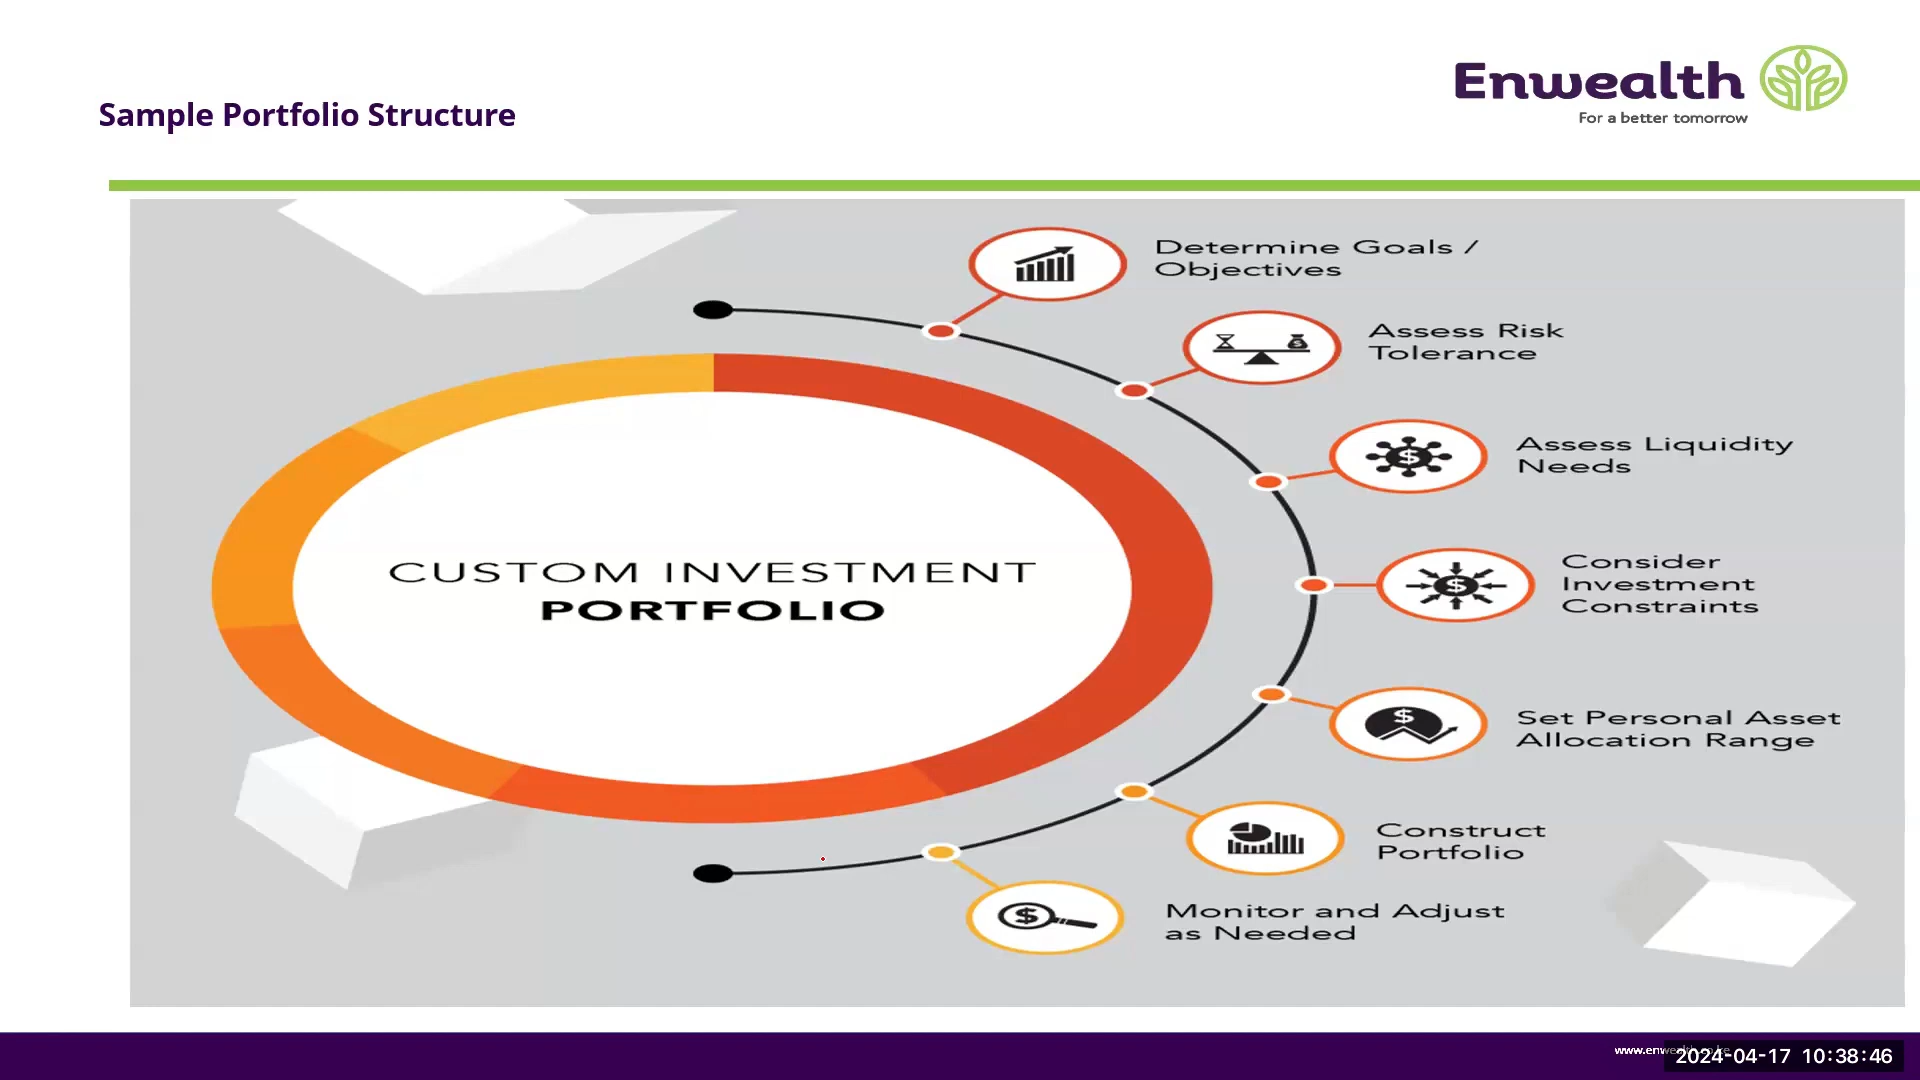 Sample Portfolio Structure
Enwealth
For a better tomorrow
Determine Goals /
Objectives
Assess Risk
Tolerance
Assess Liquidity
Needs
CUSTOM INVESTMENT
PORTFOLIO
Consider
Investment
Constraints
Set Personal Asset
Allocation Range
Construct
Portfolio
Monitor and Adjust
as Needed
2024-04-17 10:38:46